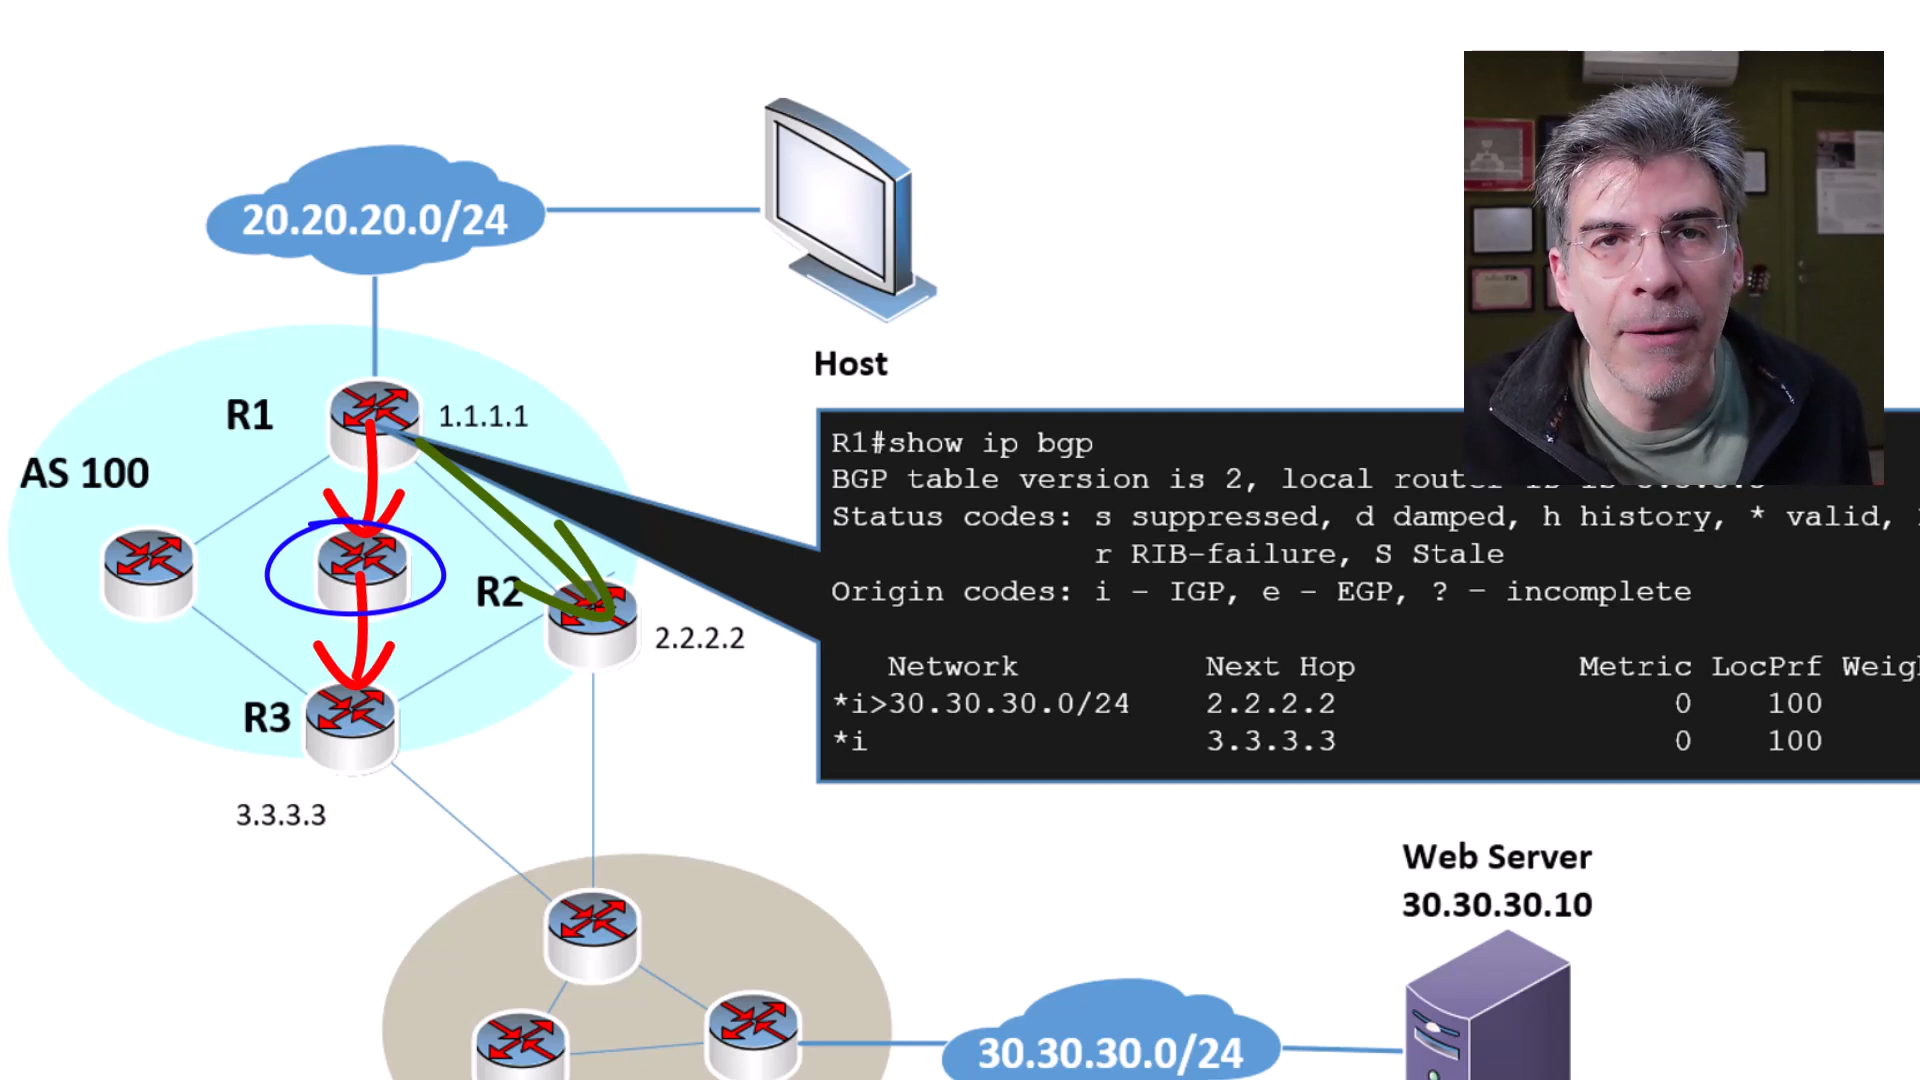 20.20.20.0/24
Host
R1
1.1.1.1
AS 100
R2
2.2.2.2
R3
3.3.3.3
R1#show ip bgp
BGP table version is 2, local router
Status codes: s suppressed, d damped, h history, * valid,
r RIB-failure, S Stale
Origin codes: i - IGP, e - EGP, ? - incomplete
Network Next Hop Metric LocPrf Weigh
*i>30.30.30.0/24 2.2.2.2 0 100
*i 3.3.3.3 0 100
Web Server
30.30.30.10
30.30.30.0/24